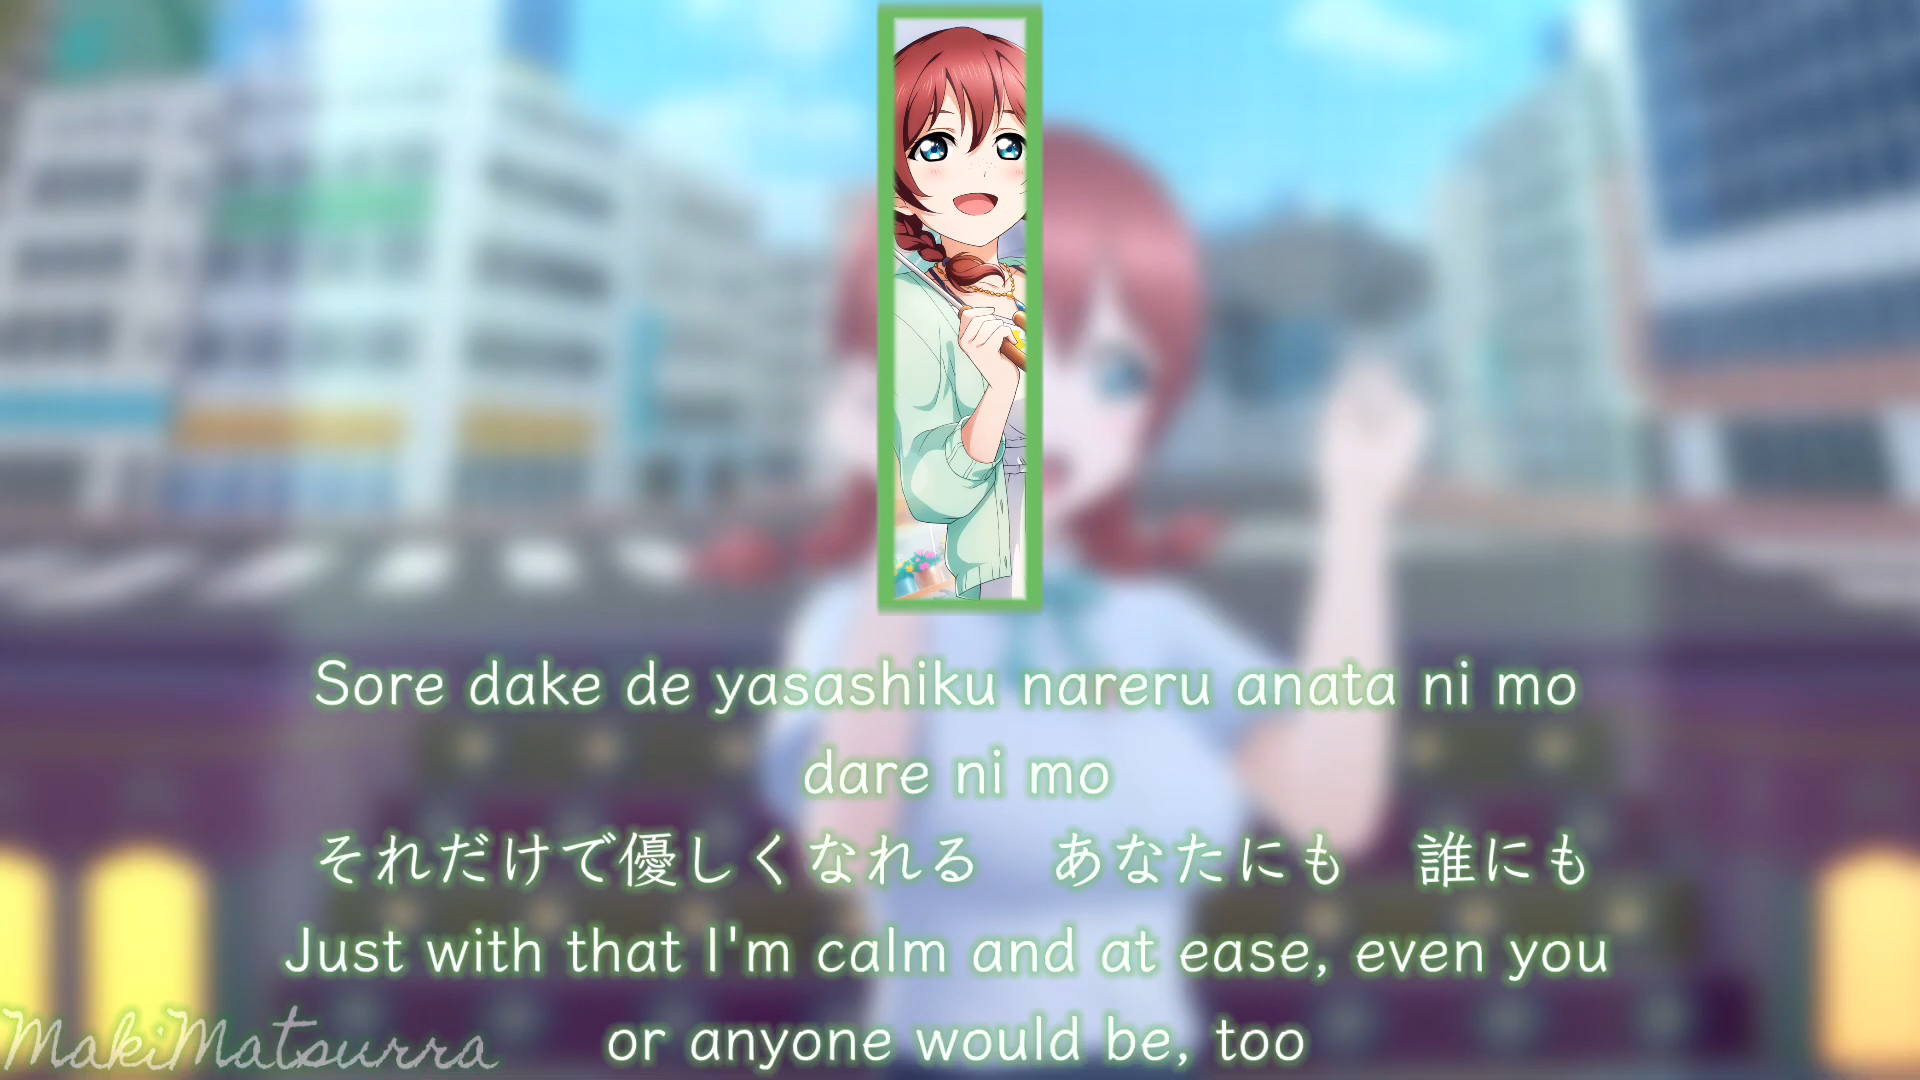 Sore dake de yasashiku nareru anata ni mo
dare ni mo
それだけで優しくなれる　あなたにも　誰にも
Just with that I'm calm and at ease, even you
or anyone would be, too
MakiMatsurra